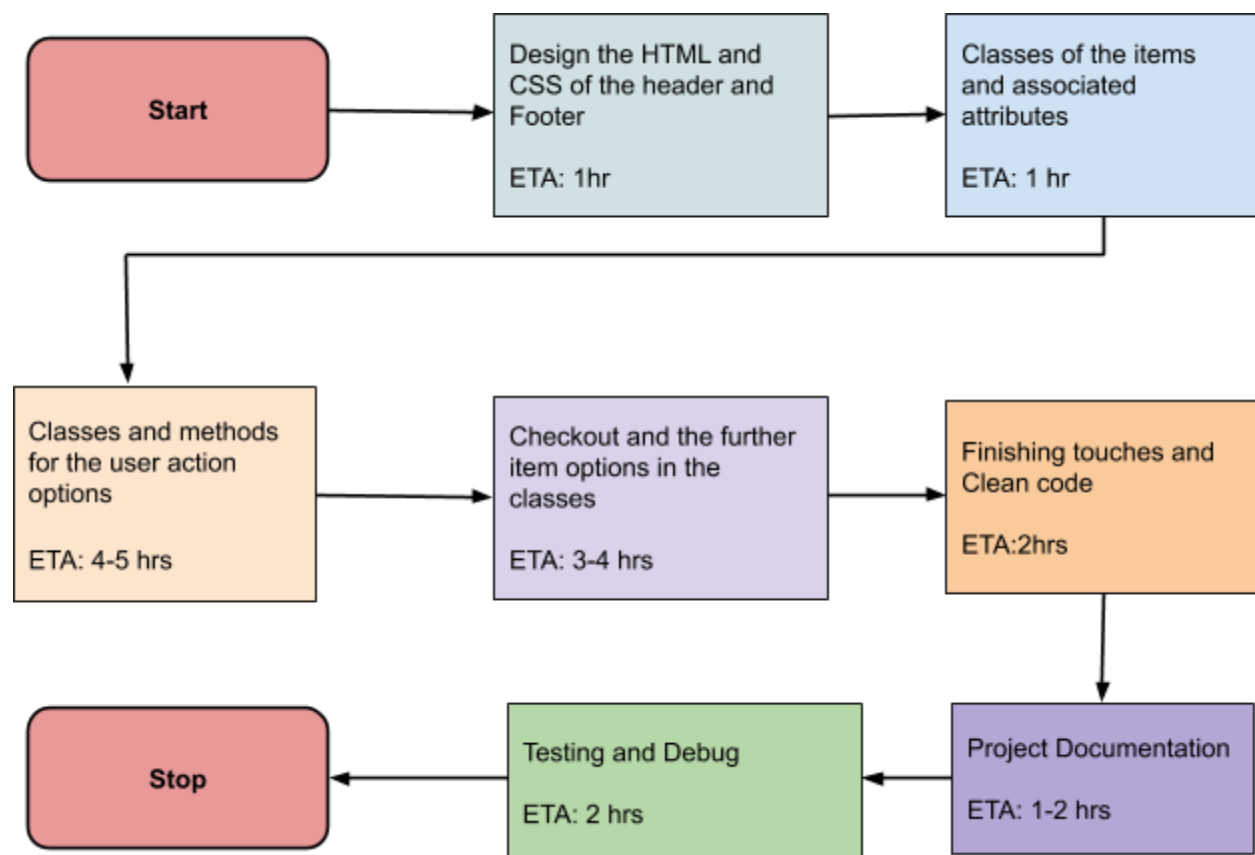 Start
Design the HTML and
CSS of the header and
Footer
ETA: 1hr
Classes of the items
and associated
attributes
ETA: 1 hr
Classes and methods
for the user action
options
ETA: 4-5 hrs
Checkout and the further
item options in the
classes
ETA: 3-4 hrs
Finishing touches and
Clean code
ETA:2hrs
Project Documentation
ETA: 1-2 hrs
Testing and Debug
ETA: 2 hrs
Stop